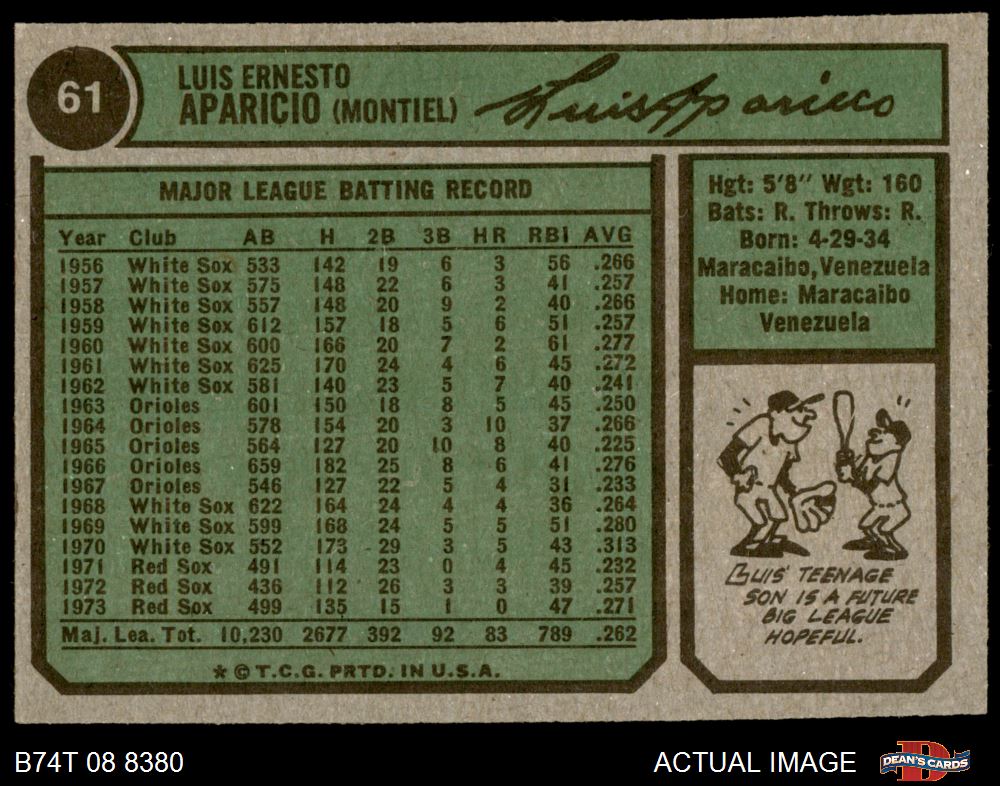 61
LUIS ERNESTO
APARICIO (MONTIEL)
Luis Aparicio
MAJOR LEAGUE BATTING RECORD
Year Club AB H 2B 3B HR RBI AVG
1956 White Sox 533 142 19 6 3 56 .266
1957 White Sox 575 148 22 6 3 41 .257
1958 White Sox 557 148 20 9 2 40 .266
1959 White Sox 612 157 18 5 6 51 .257
1960 White Sox 600 166 20 7 2 61 .277
1961 White Sox 625 170 24 4 6 45 .272
1962 White Sox 581 140 23 5 7 40 .241
1963 Orioles 601 150 18 8 5 45 .250
1964 Orioles 578 154 20 3 10 37 .266
1965 Orioles 564 127 20 10 8 40 .225
1966 Orioles 659 182 25 8 6 41 .276
1967 Orioles 546 127 22 5 4 31 .233
1968 White Sox 622 164 24 4 4 36 .264
1969 White Sox 599 168 24 5 5 51 .280
1970 White Sox 552 173 29 3 5 43 .313
1971 Red Sox 491 114 23 0 4 45 .232
1972 Red Sox 436 112 26 3 3 39 .257
1973 Red Sox 499 135 15 1 0 47 .271
Maj. Lea. Tot. 10,230 2677 392 92 83 789 .262
* © T.C.G. PRTD. IN U.S.A.
Hgt: 5'8" Wgt: 160
Bats: R. Throws: R.
Born: 4-29-34
Maracaibo, Venezuela
Home: Maracaibo
Venezuela
LUIS' TEENAGE
SON IS A FUTURE
BIG LEAGUE
HOPEFUL.
B74T 08 8380
ACTUAL IMAGE
DEAN'S CARDS